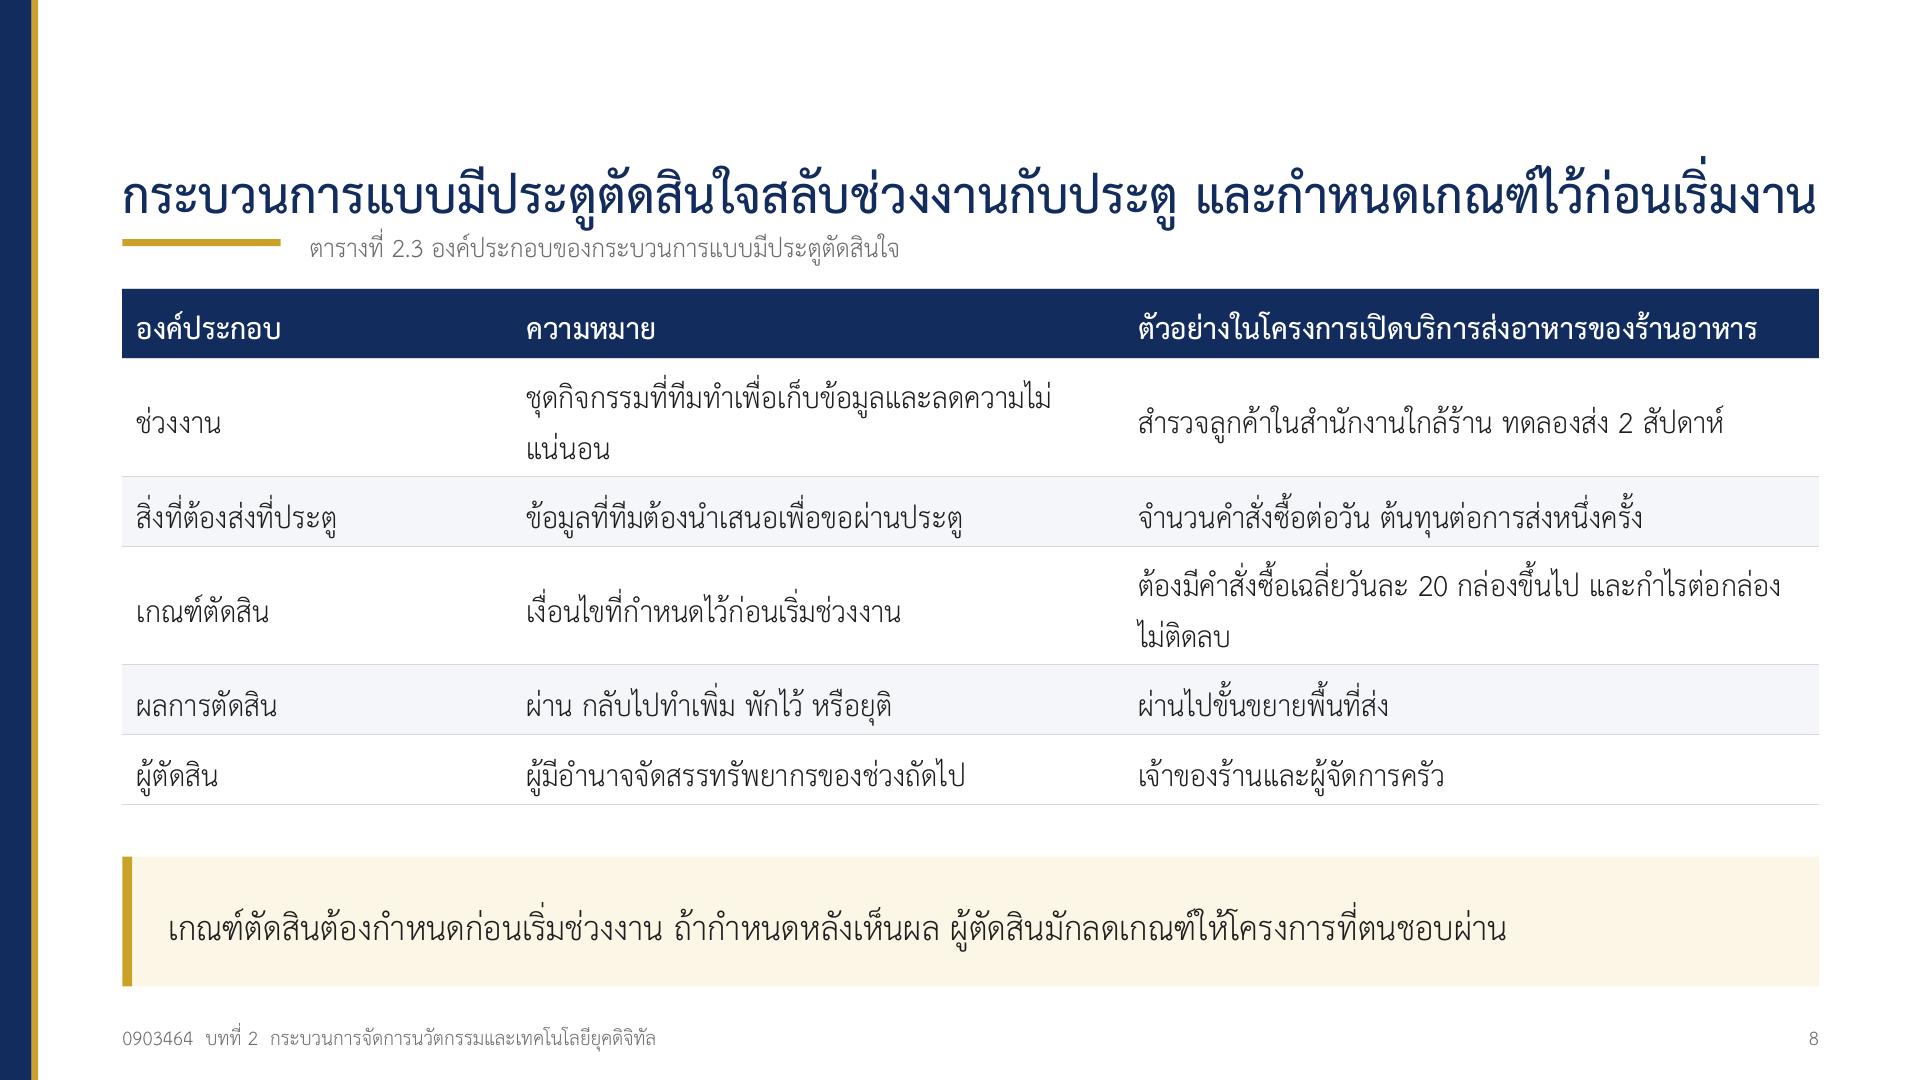 กระบวนการแบบมีประตูตัดสินใจสลับช่วงงานกับประตู และกำหนดเกณฑ์ไว้ก่อนเริ่มงาน
ตารางที่ 2.3 องค์ประกอบของกระบวนการแบบมีประตูตัดสินใจ
องค์ประกอบ ความหมาย ตัวอย่างในโครงการเปิดบริการส่งอาหารของร้านอาหาร
ช่วงงาน ชุดกิจกรรมที่ทีมทำเพื่อเก็บข้อมูลและลดความไม่
แน่นอน สำรวจลูกค้าในสำนักงานใกล้ร้าน ทดลองส่ง 2 สัปดาห์
สิ่งที่ต้องส่งที่ประตู ข้อมูลที่ทีมต้องนำเสนอเพื่อขอผ่านประตู จำนวนคำสั่งซื้อต่อวัน ต้นทุนต่อการส่งหนึ่งครั้ง
เกณฑ์ตัดสิน เงื่อนไขที่กำหนดไว้ก่อนเริ่มช่วงงาน ต้องมีคำสั่งซื้อเฉลี่ยวันละ 20 กล่องขึ้นไป และกำไรต่อกล่อง
ไม่ติดลบ
ผลการตัดสิน ผ่าน กลับไปทำเพิ่ม พักไว้ หรือยุติ ผ่านไปขั้นขยายพื้นที่ส่ง
ผู้ตัดสิน ผู้มีอำนาจจัดสรรทรัพยากรของช่วงถัดไป เจ้าของร้านและผู้จัดการครัว
เกณฑ์ตัดสินต้องกำหนดก่อนเริ่มช่วงงาน ถ้ากำหนดหลังเห็นผล ผู้ตัดสินมักลดเกณฑ์ให้โครงการที่ตนชอบผ่าน
0903464 บทที่ 2 กระบวนการจัดการนวัตกรรมและเทคโนโลยียุคดิจิทัล 8